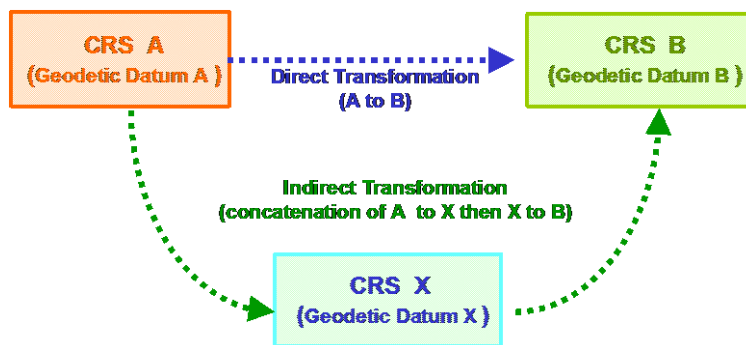 CRS A
(Geodetic Datum A)
CRS B
(Geodetic Datum B)
Direct Transformation
(A to B)
Indirect Transformation
(concatenation of A to X then X to B)
CRS X
(Geodetic Datum X)